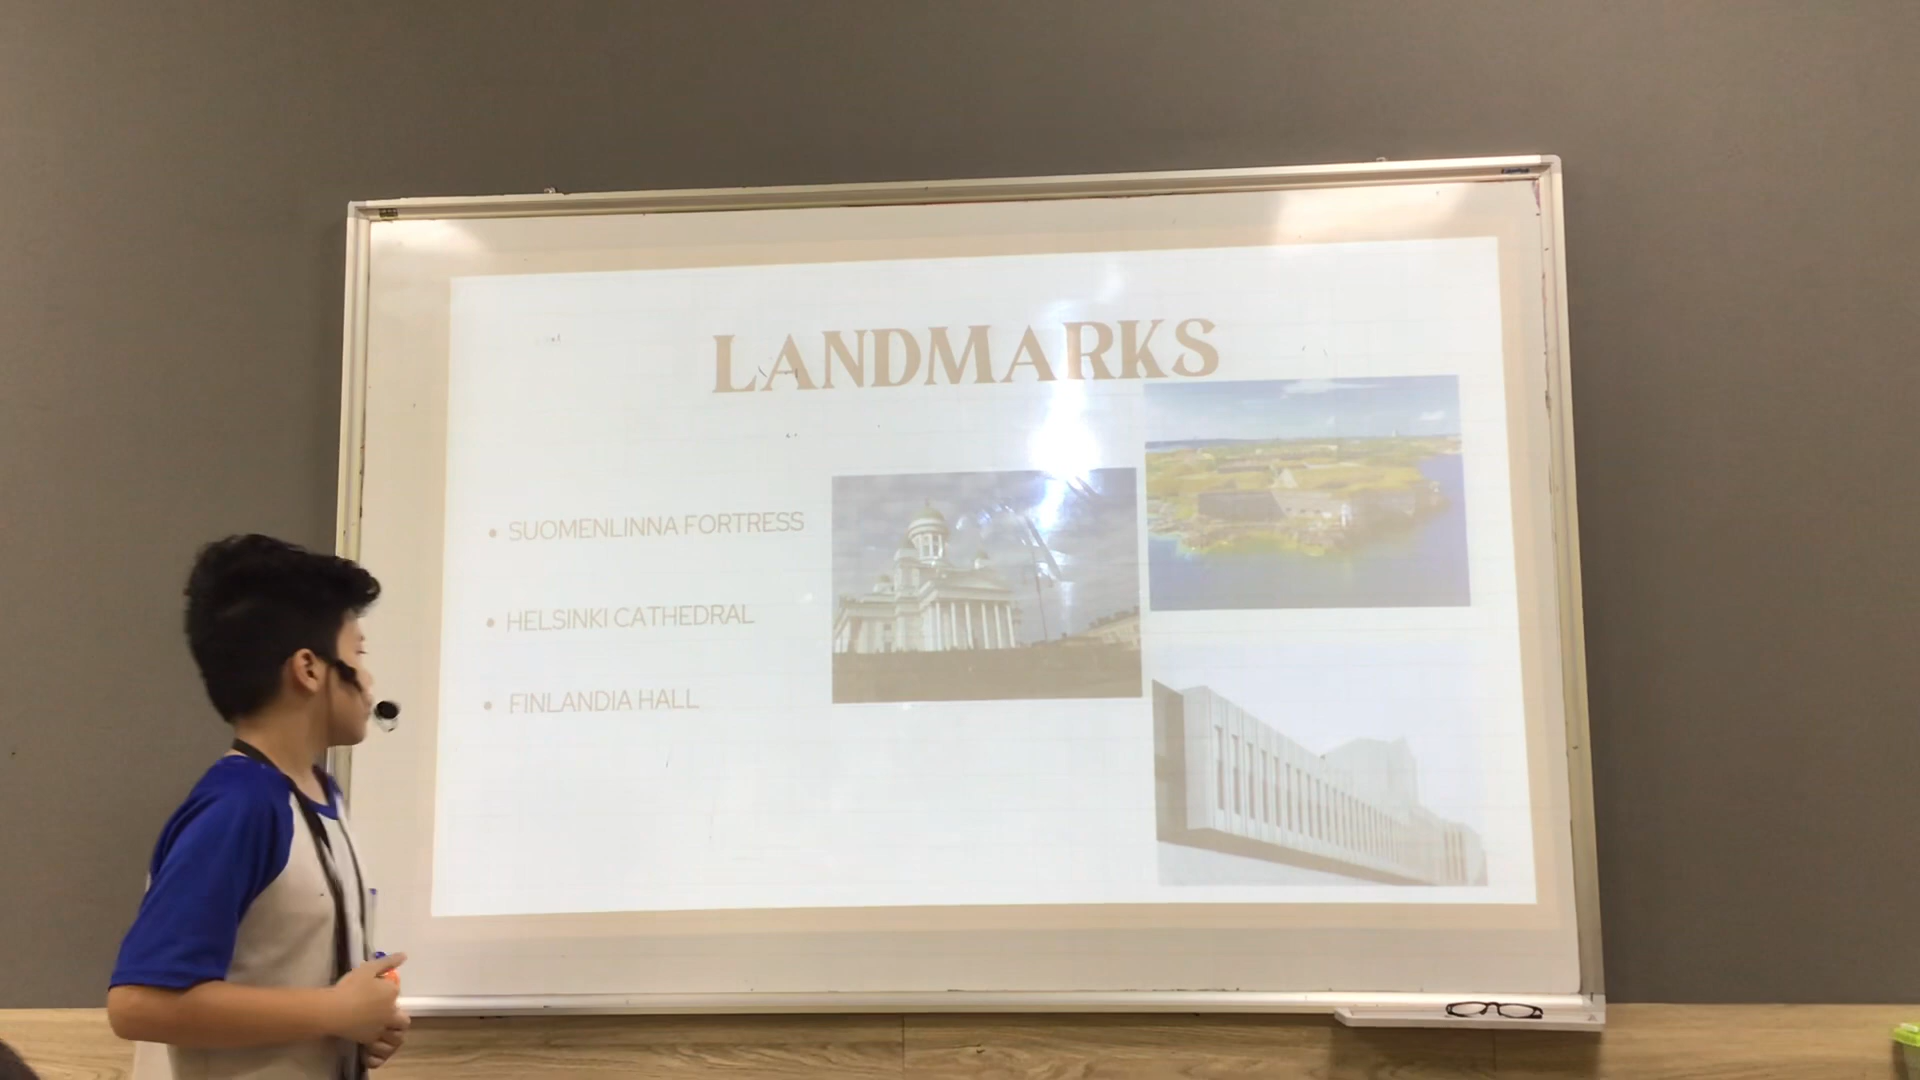 LANDMARKS
• SUOMENLINNA FORTRESS
• HELSINKI CATHEDRAL
• FINLANDIA HALL